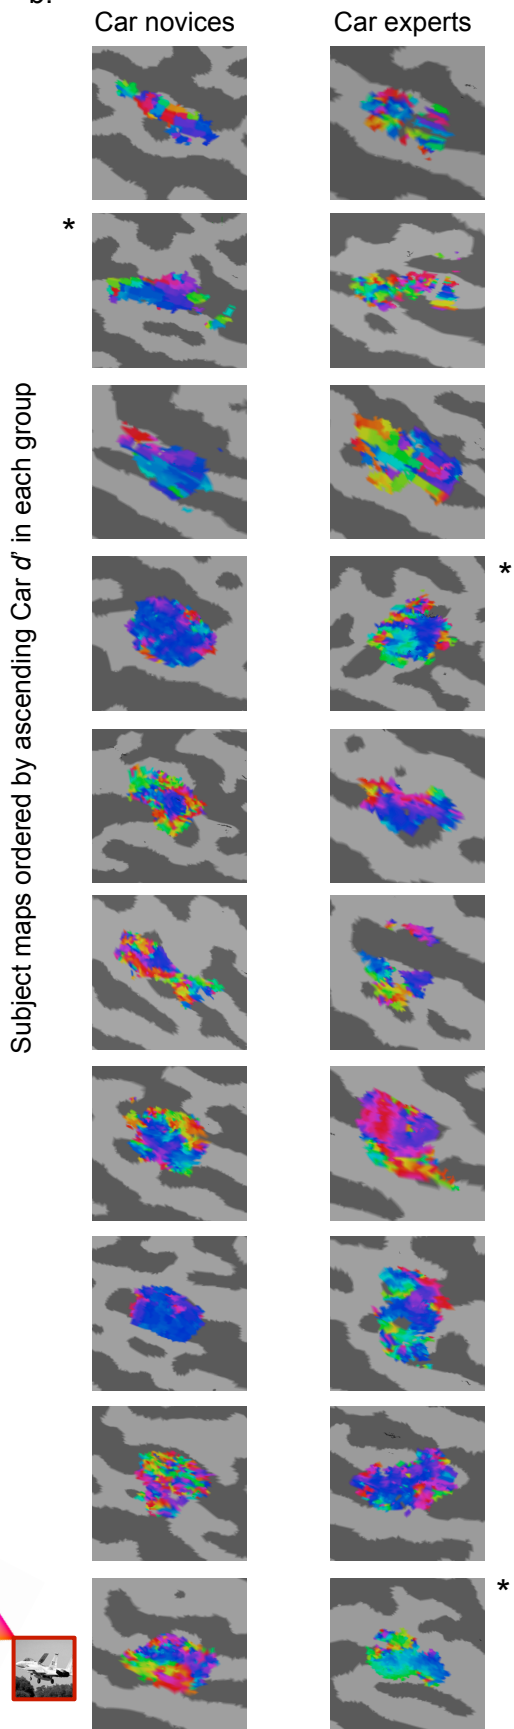 b.
Car novices
Car experts
*
*
Subject maps ordered by ascending Car d' in each group
*